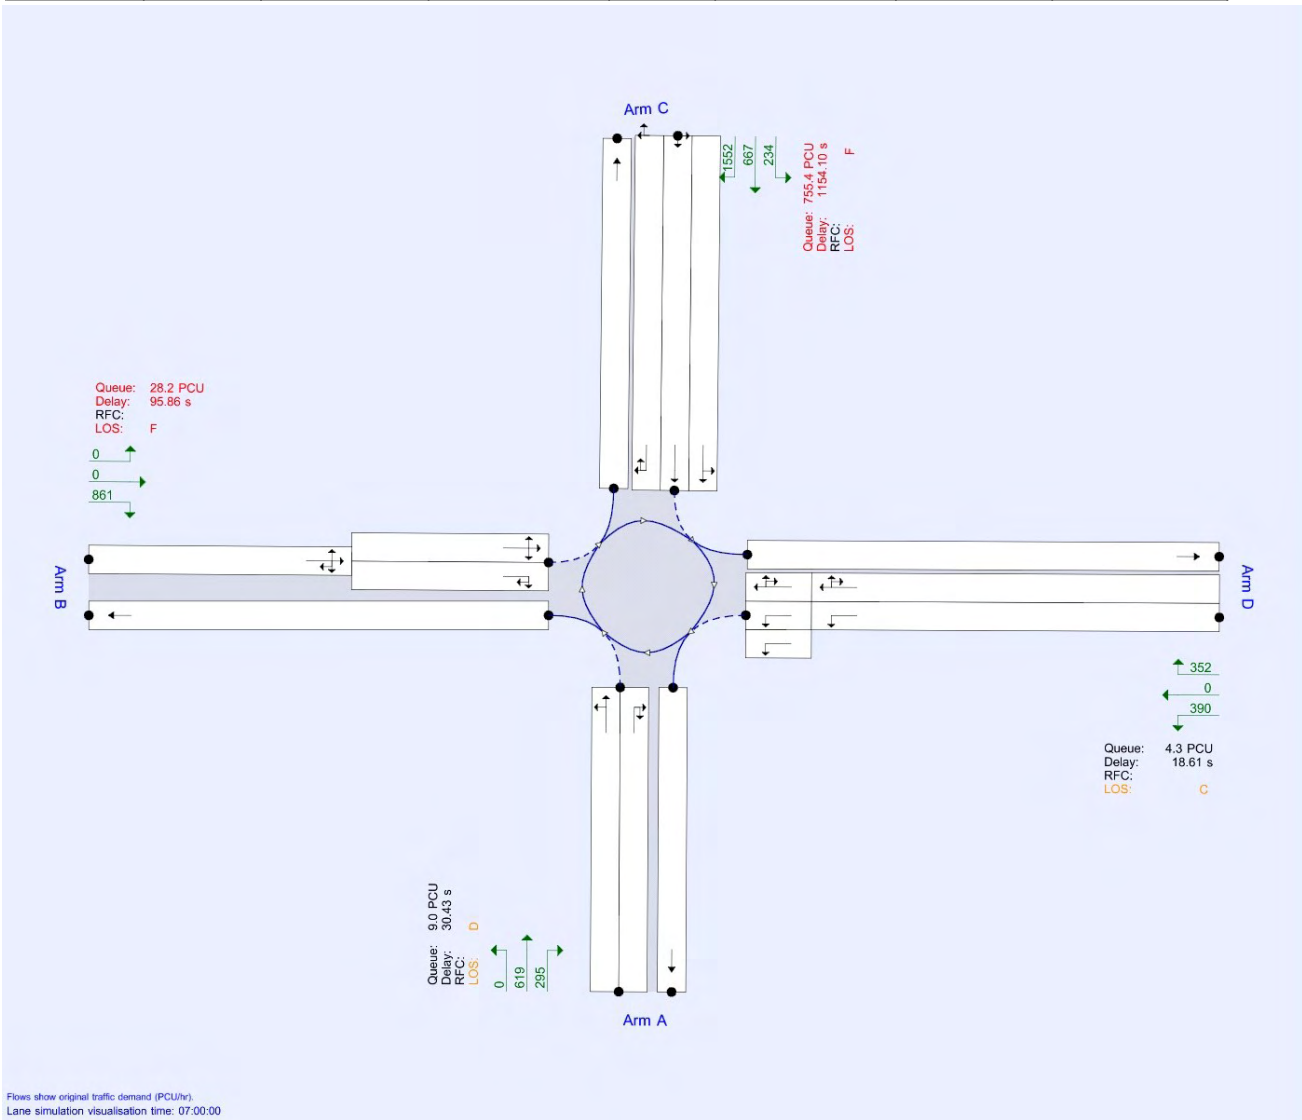 Arm C
1552
667
234
Queue: 755.4 PCU
Delay: 1154.10 s
RFC:
LOS: F
Queue: 28.2 PCU
Delay: 95.86 s
RFC:
LOS: F
0
0
861
Arm B
Arm D
352
0
390
Queue: 4.3 PCU
Delay: 18.61 s
RFC:
LOS: C
Queue: 9.0 PCU
Delay: 30.43 s
RFC:
LOS: D
0
619
295
Arm A
Flows show original traffic demand (PCU/hr).
Lane simulation visualisation time: 07:00:00